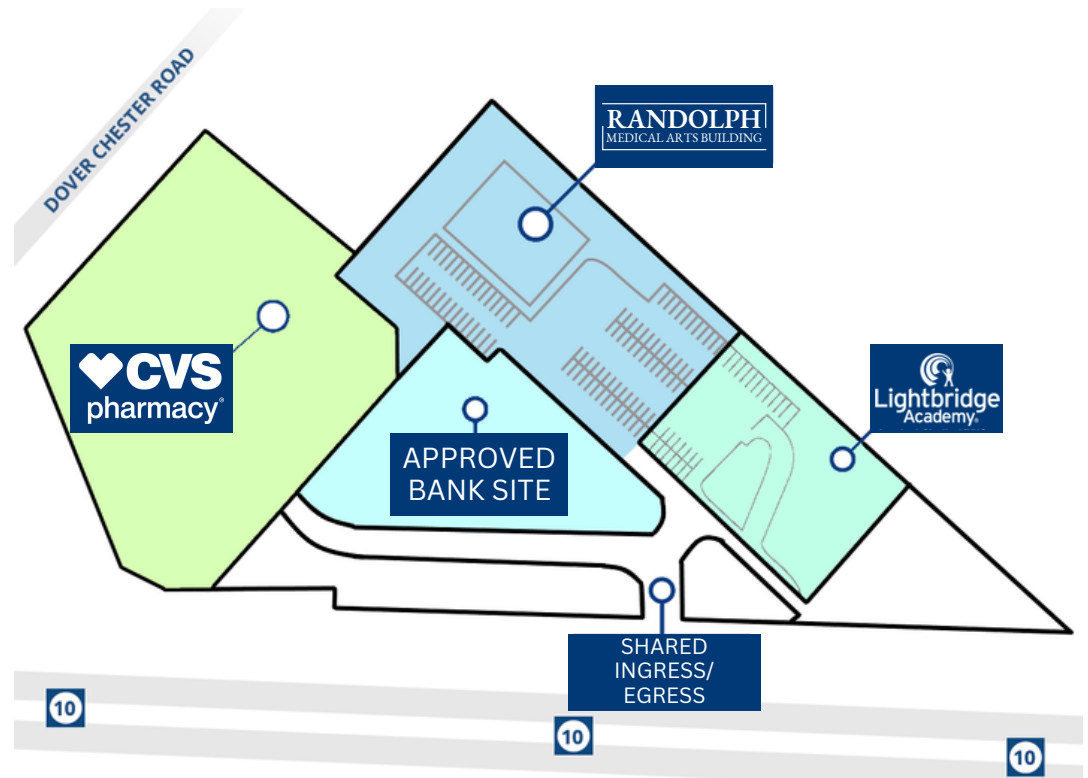 DOVER CHESTER ROAD
RANDOLPH
MEDICAL ARTS BUILDING
CVS
pharmacy®
Lightbridge
Academy®
APPROVED
BANK SITE
SHARED
INGRESS/
EGRESS
10
10
10